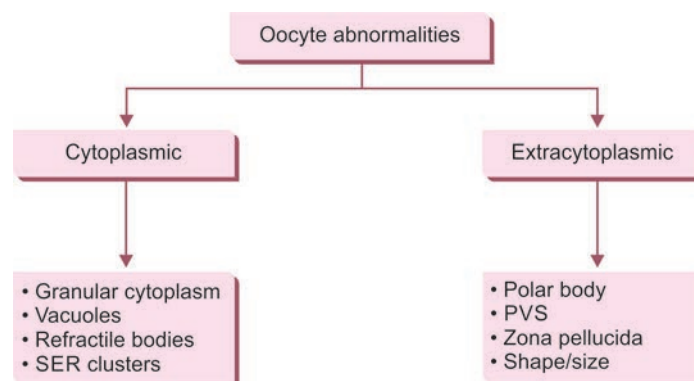 Oocyte abnormalities
Cytoplasmic
Extracytoplasmic
• Granular cytoplasm
• Vacuoles
• Refractile bodies
• SER clusters
• Polar body
• PVS
• Zona pellucida
• Shape/size